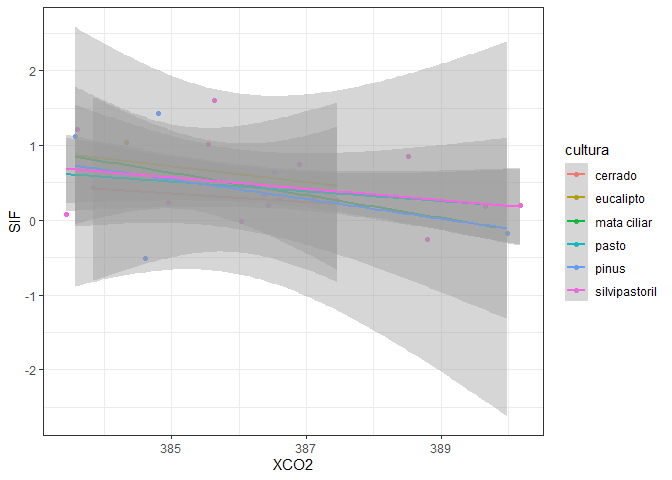 SIF
2
1
0
-1
-2
385
387
389
XCO2
cultura
cerrado
eucalipto
mata ciliar
pasto
pinus
silvipastoril